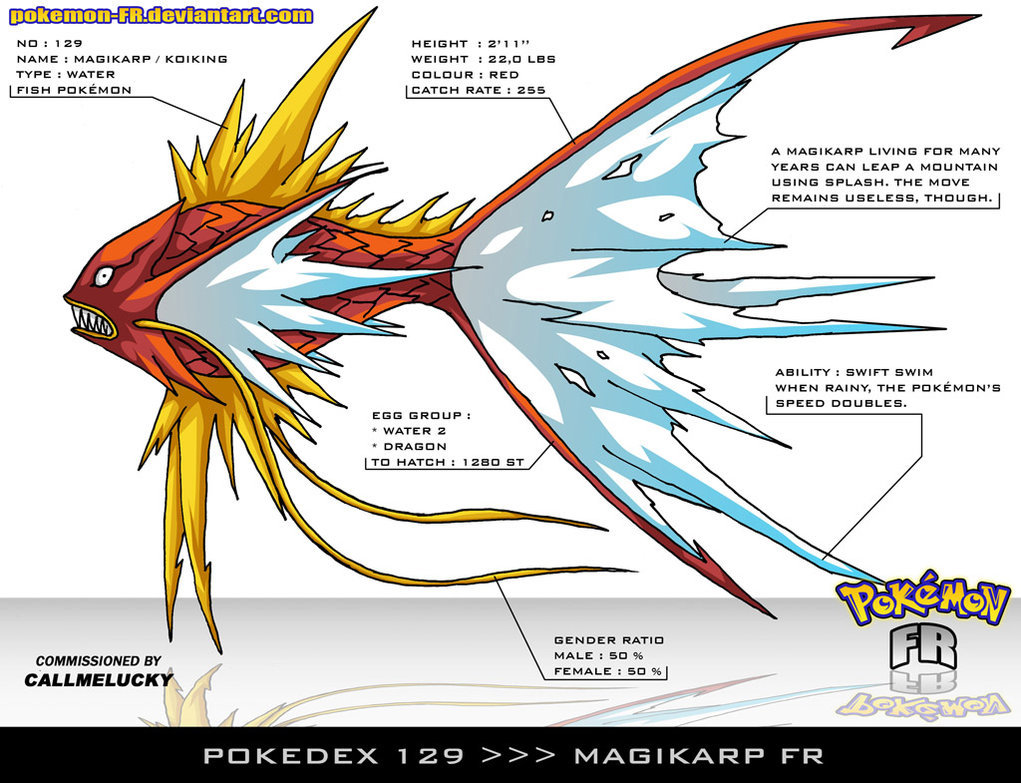 pokemon-FR.deviantart.com
NO : 129
NAME : MAGIKARP / KOIKING
TYPE : WATER
FISH POKÉMON
HEIGHT : 2'11"
WEIGHT : 22,0 LBS
COLOUR : RED
CATCH RATE : 255
A MAGIKARP LIVING FOR MANY
YEARS CAN LEAP A MOUNTAIN
USING SPLASH. THE MOVE
REMAINS USELESS, THOUGH.
ABILITY : SWIFT SWIM
WHEN RAINY, THE POKÉMON'S
SPEED DOUBLES.
EGG GROUP :
* WATER 2
* DRAGON
TO HATCH : 1280 ST
GENDER RATIO
MALE : 50 %
FEMALE : 50 %
POKéMON
FR
COMMISSIONED BY
CALLMELUCKY
POKEDEX 129 >>> MAGIKARP FR